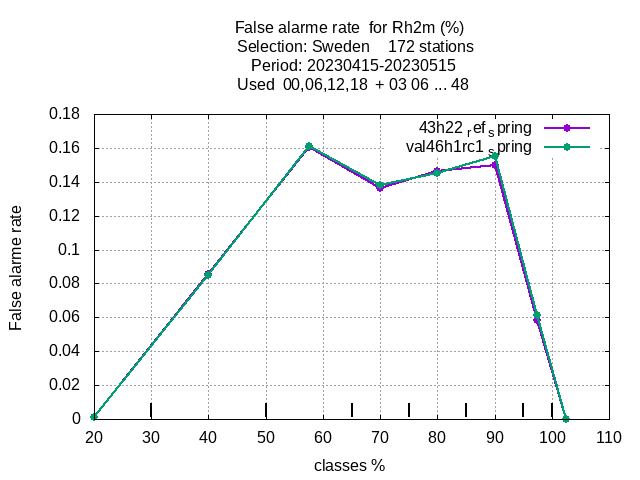 False alarme rate  for Rh2m (%)
Selection: Sweden    172 stations
Period: 20230415-20230515
Used  00,06,12,18  + 03 06 ... 48
0.18
0.16
0.14
0.12
0.1
0.08
0.06
0.04
0.02
0
False alarme rate
43h22 ref spring
val46h1rc1 spring
20 30 40 50 60 70 80 90 100 110
classes %